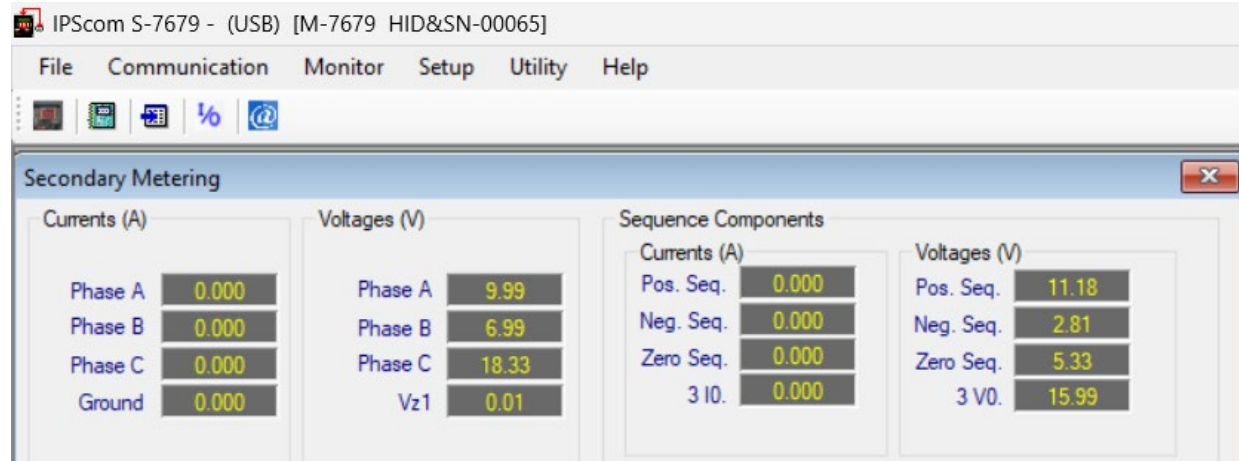 IPScom S-7679 - (USB) [M-7679 HID&SN-00065]
File Communication Monitor Setup Utility Help
I/O @
Secondary Metering
Currents (A)
Phase A 0.000
Phase B 0.000
Phase C 0.000
Ground 0.000
Voltages (V)
Phase A 9.99
Phase B 6.99
Phase C 18.33
Vz1 0.01
Sequence Components
Currents (A)
Pos. Seq. 0.000
Neg. Seq. 0.000
Zero Seq. 0.000
3 I0. 0.000
Voltages (V)
Pos. Seq. 11.18
Neg. Seq. 2.81
Zero Seq. 5.33
3 V0. 15.99